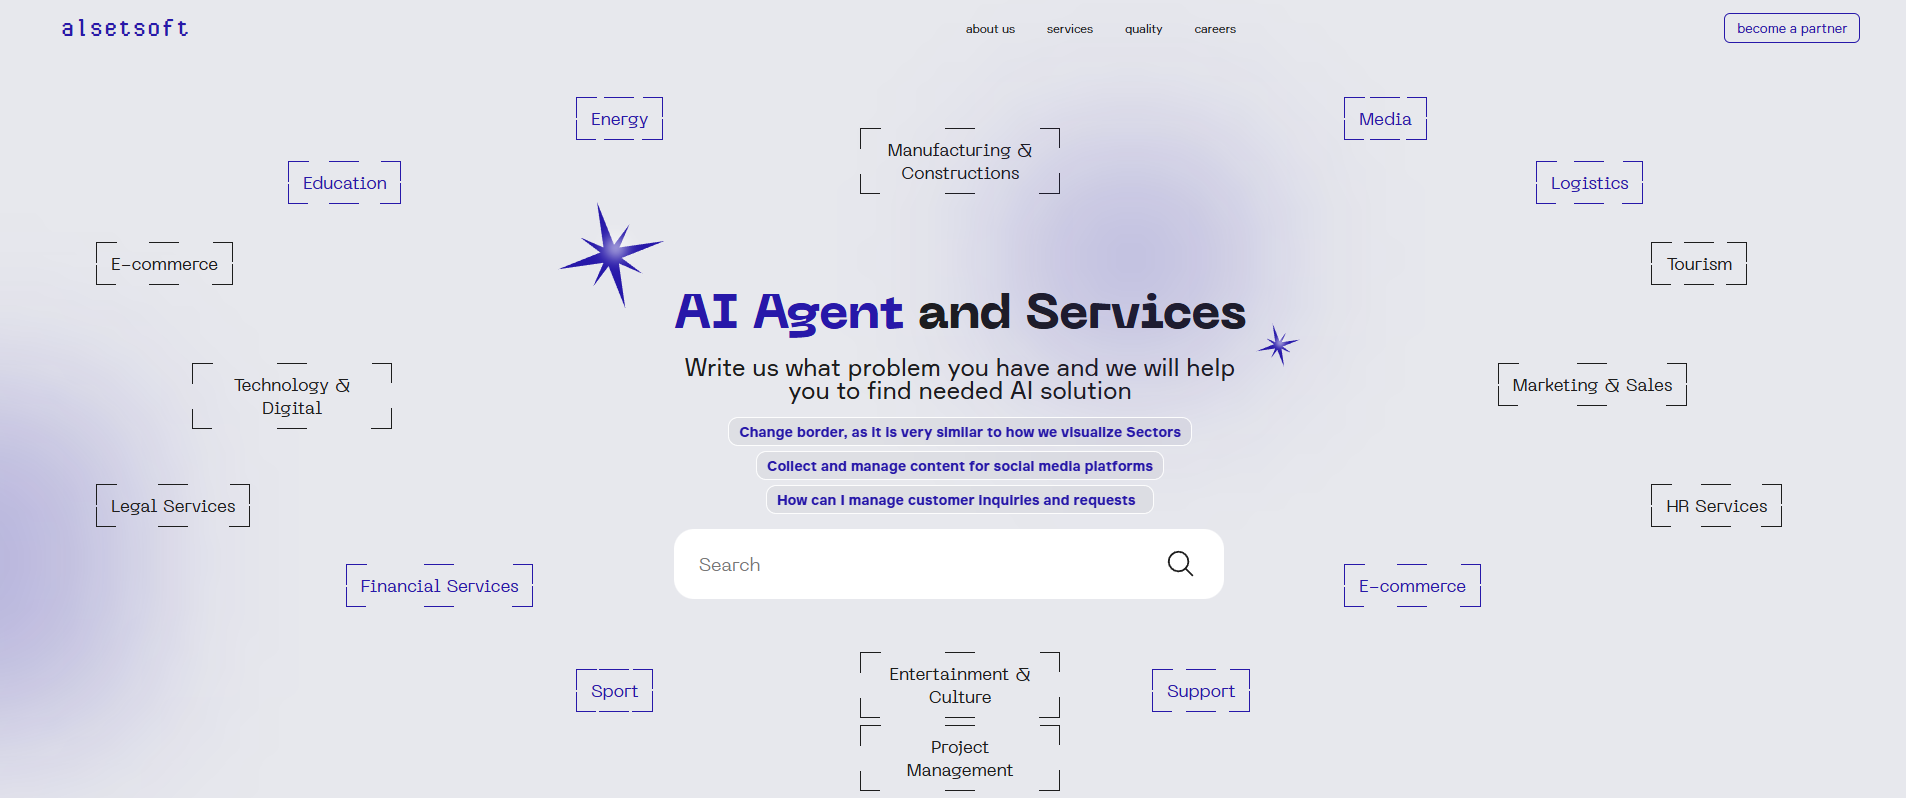 alsetsoft
about us services quality careers
become a partner
Energy
Media
Manufacturing &
Constructions
Education
Logistics
E-commerce
Tourism
AI Agent and Services
Write us what problem you have and we will help
you to find needed AI solution
Technology &
Digital
Marketing & Sales
Change border, as it is very similar to how we visualize Sectors
Collect and manage content for social media platforms
How can I manage customer inquiries and requests
Legal Services
HR Services
Search
Financial Services
E-commerce
Sport
Entertainment &
Culture
Support
Project
Management